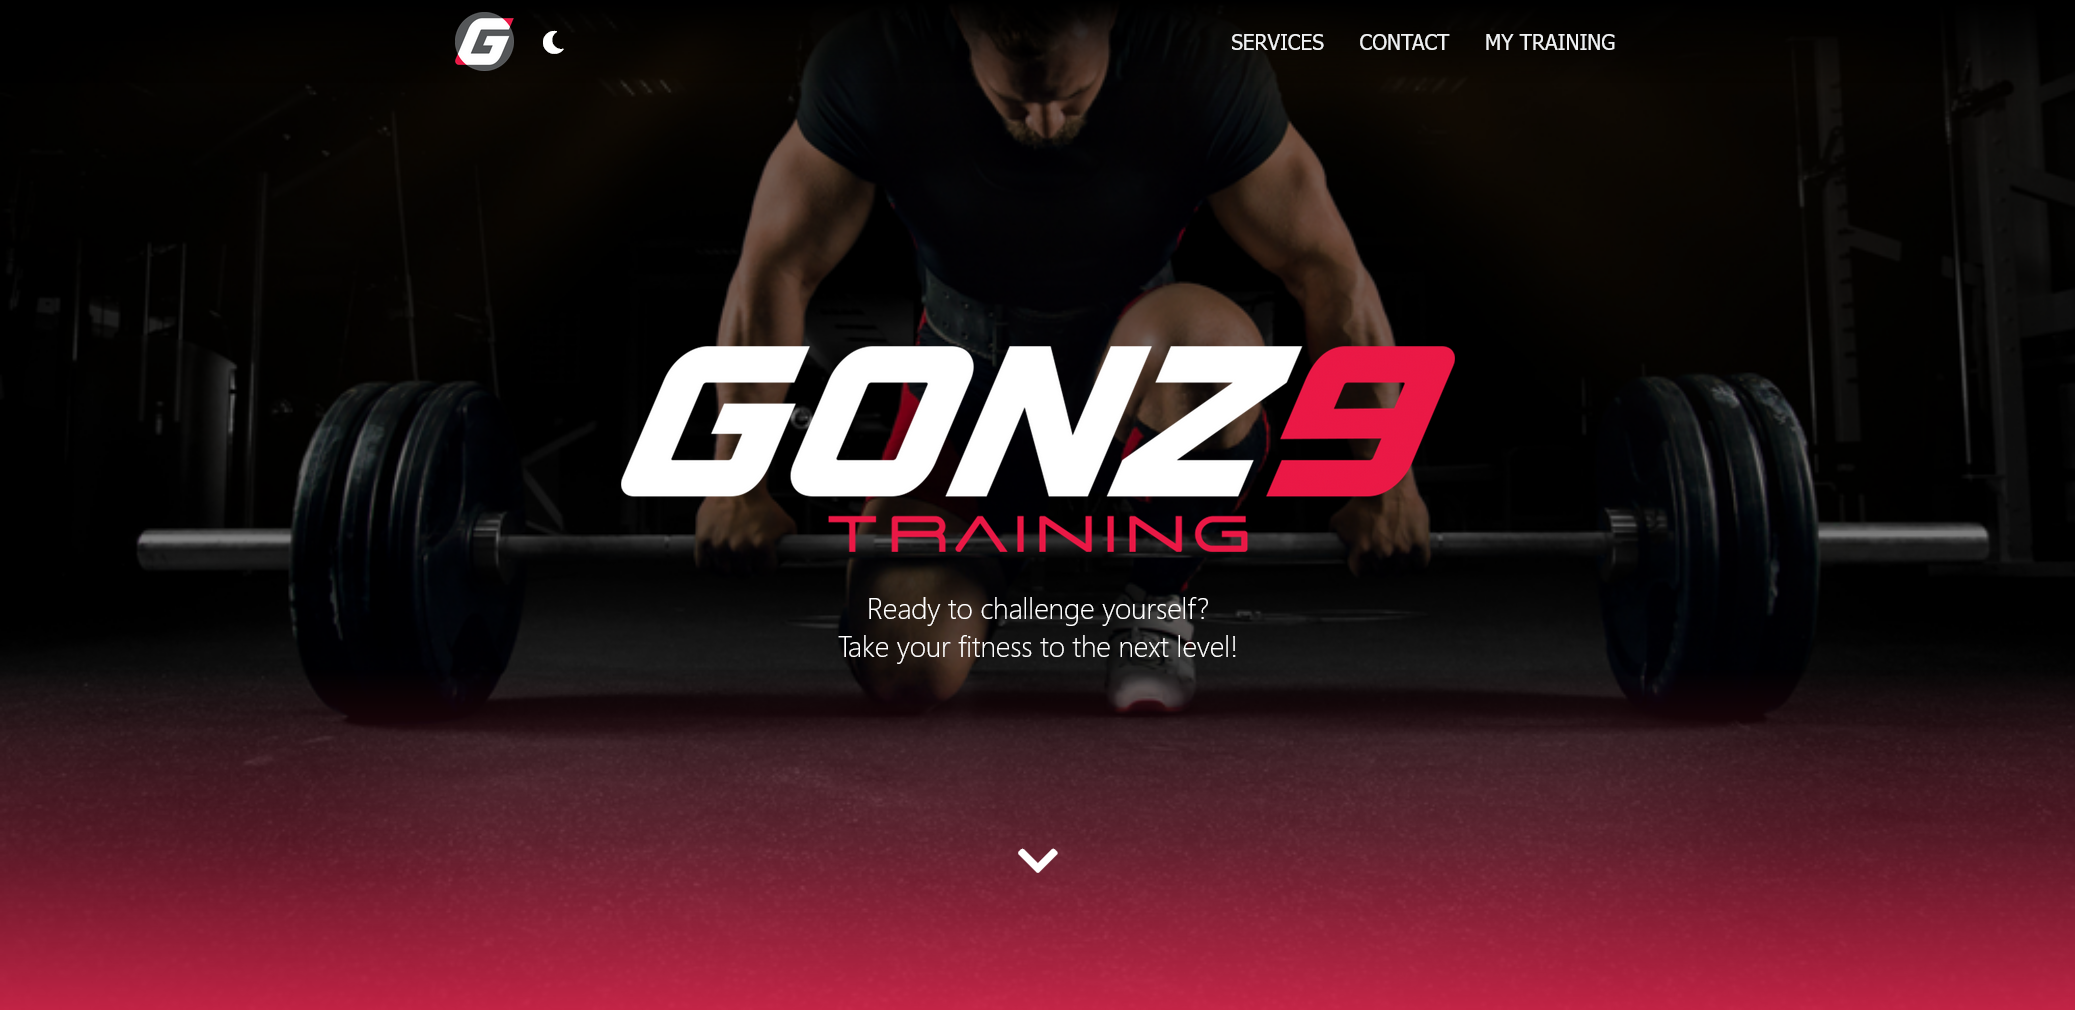 G
SERVICES CONTACT MY TRAINING
GONZ9
TRAINING
Ready to challenge yourself?
Take your fitness to the next level!